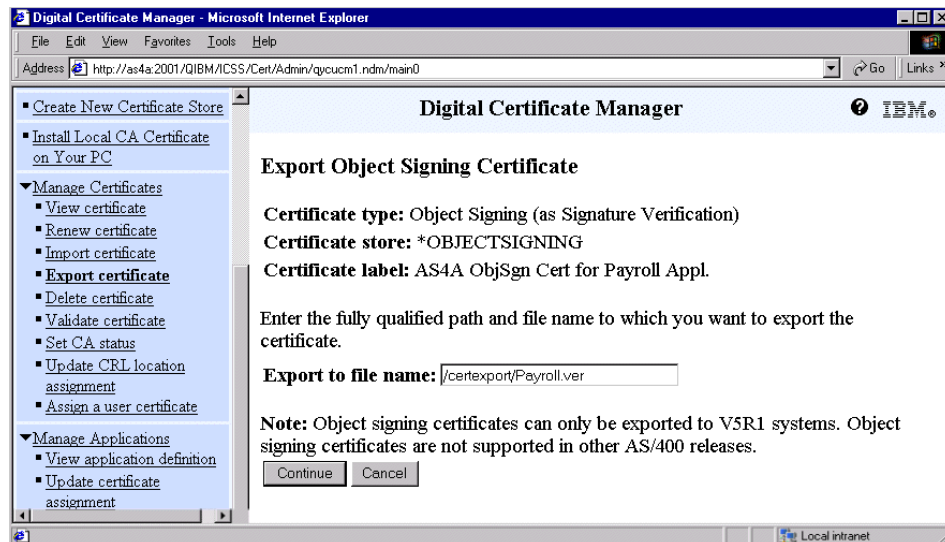 Digital Certificate Manager - Microsoft Internet Explorer
File Edit View Favorites Tools Help
Address http://as4a:2001/QIBM/ICSS/Cert/Admin/qycucm1.ndm/main0 Go Links »
Create New Certificate Store
Install Local CA Certificate
on Your PC
Manage Certificates
View certificate
Renew certificate
Import certificate
Export certificate
Delete certificate
Validate certificate
Set CA status
Update CRL location
assignment
Assign a user certificate
Manage Applications
View application definition
Update certificate
assignment
Digital Certificate Manager ? IBM®
Export Object Signing Certificate
Certificate type: Object Signing (as Signature Verification)
Certificate store: *OBJECTSIGNING
Certificate label: AS4A ObjSgn Cert for Payroll Appl.
Enter the fully qualified path and file name to which you want to export the
certificate.
Export to file name: /certexport/Payroll.ver
Note: Object signing certificates can only be exported to V5R1 systems. Object
signing certificates are not supported in other AS/400 releases.
Continue Cancel
Local intranet